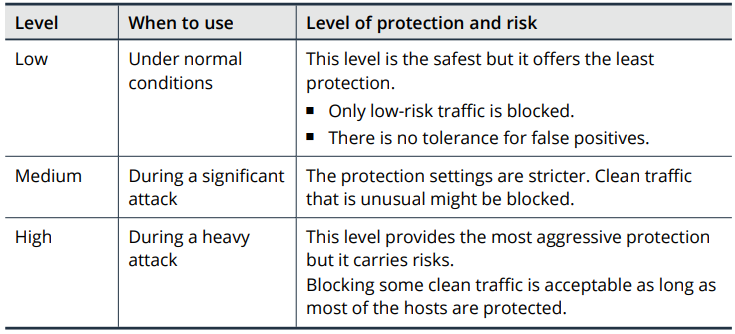 Level When to use Level of protection and risk
Low Under normal This level is the safest but it offers the least
conditions protection.
▪ Only low-risk traffic is blocked.
▪ There is no tolerance for false positives.
Medium During a significant The protection settings are stricter. Clean traffic
attack that is unusual might be blocked.
High During a heavy This level provides the most aggressive protection
attack but it carries risks.
Blocking some clean traffic is acceptable as long as
most of the hosts are protected.